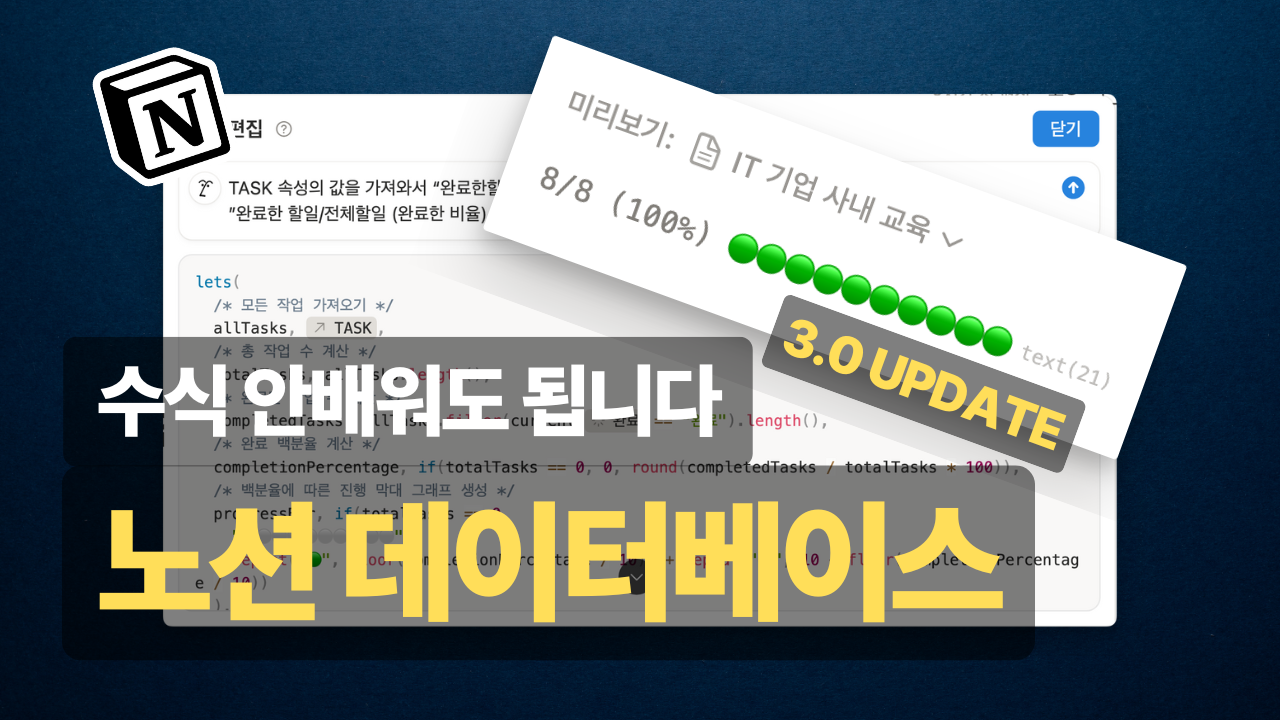 N
편집
닫기
TASK 속성의 값을 가져와서 “완료한할
”완료한 할일/전체할일 (완료한 비율)
미리보기: IT 기업 사내 교육
8/8 (100%)
text(21)
3.0 UPDATE
lets(
/* 모든 작업 가져오기 */
allTasks, ↗ TASK,
/* 총 작업 수 계산 */
수식 안배워도 됩니다
").length(),
/* 완료 백분율 계산 */
completionPercentage, if(totalTasks == 0, 0, round(completedTasks / totalTasks * 100)),
/* 백분율에 따른 진행 막대 그래프 생성 */
노션 데이터베이스
e / 10))